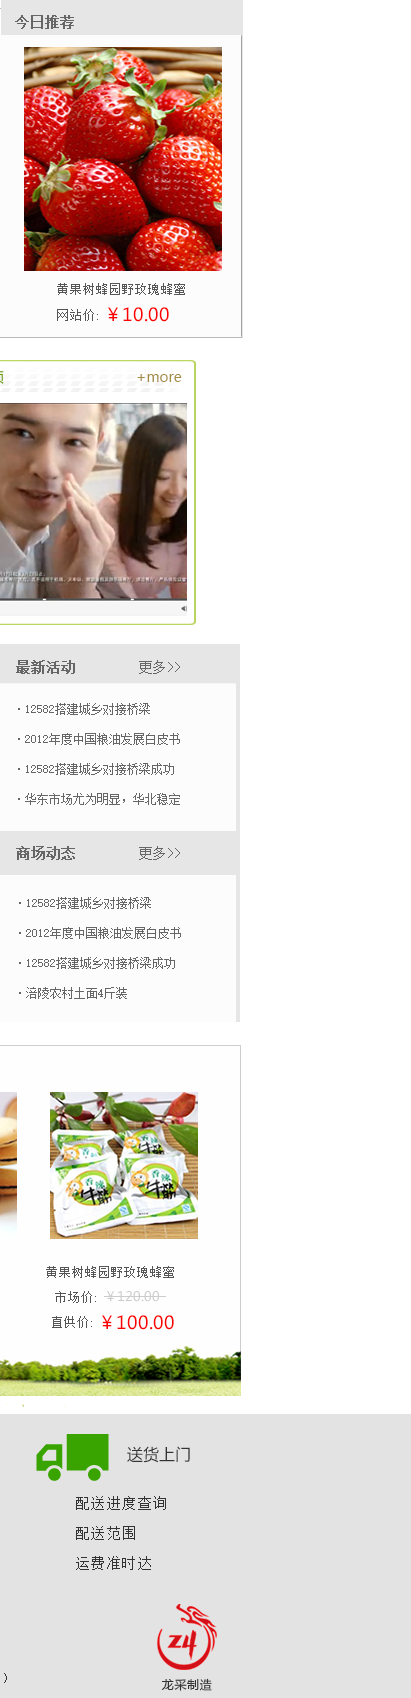 今日推荐
黄果树蜂园野玫瑰蜂蜜
网站价: ￥10.00
+more
最新活动 更多>>
·12582搭建城乡对接桥梁
·2012年度中国粮油发展白皮书
·12582搭建城乡对接桥梁成功
·华东市场尤为明显，华北稳定
商场动态 更多>>
·12582搭建城乡对接桥梁
·2012年度中国粮油发展白皮书
·12582搭建城乡对接桥梁成功
·涪陵农村土面4斤装
黄果树蜂园野玫瑰蜂蜜
市场价: ￥120.00
直供价: ￥100.00
送货上门
配送进度查询
配送范围
运费准时达
)
龙采制造